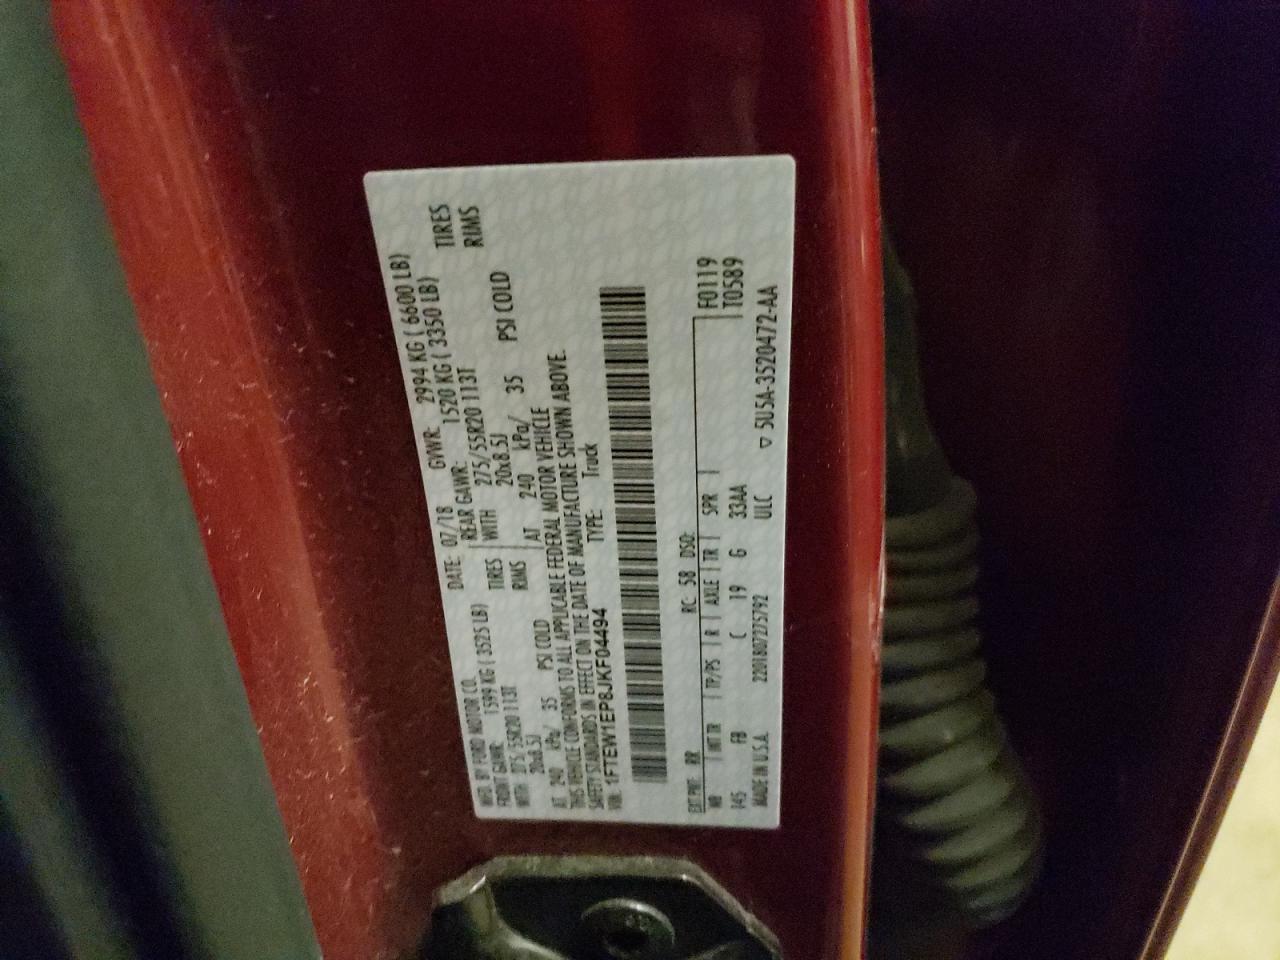 MFD. BY FORD MOTOR CO.
DATE: 07/18 GVWR: 2994 KG ( 6600 LB)
FRONT GAWR: 1599 KG ( 3525 LB) REAR GAWR: 1520 KG ( 3350 LB)
WITH 275/55R20 113T TIRES WITH 275/55R20 113T TIRES
20x8.5J RIMS 20x8.5J RIMS
AT 240 kPa/ 35 PSI COLD AT 240 kPa/ 35 PSI COLD
THIS VEHICLE CONFORMS TO ALL APPLICABLE FEDERAL MOTOR VEHICLE
SAFETY STANDARDS IN EFFECT ON THE DATE OF MANUFACTURE SHOWN ABOVE.
VIN: 1FTEW1EP8JKF04494 TYPE: Truck
EXT PNT: RR RC: 58 DSO:
WB INT TR TP/PS R AXLE TR SPR F0119
145 FB C 19 G 33AA T0589
MADE IN U.S.A. 220180727S792 ULC ▽ 5U5A-3520472-AA